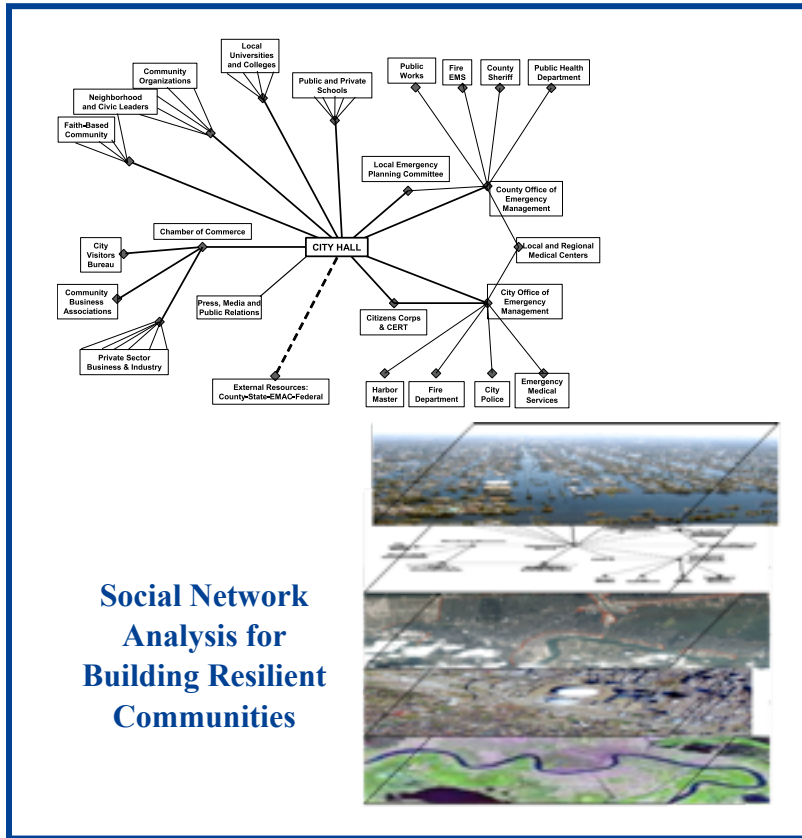 Local
Universities
and Colleges
Community
Organizations
Public and Private
Schools
Neighborhood
and Civic Leaders
Faith-Based
Community
Public
Works
Fire
EMS
County
Sheriff
Public Health
Department
Local Emergency
Planning Committee
County Office of
Emergency
Management
Chamber of Commerce
CITY HALL
Local and Regional
Medical Centers
City
Visitors
Bureau
Community
Business
Associations
Press, Media and
Public Relations
Citizens Corps
& CERT
City Office of
Emergency
Management
Private Sector
Business & Industry
External Resources:
County-State-EMAC-Federal
Harbor
Master
Fire
Department
City
Police
Emergency
Medical
Services
Social Network
Analysis for
Building Resilient
Communities